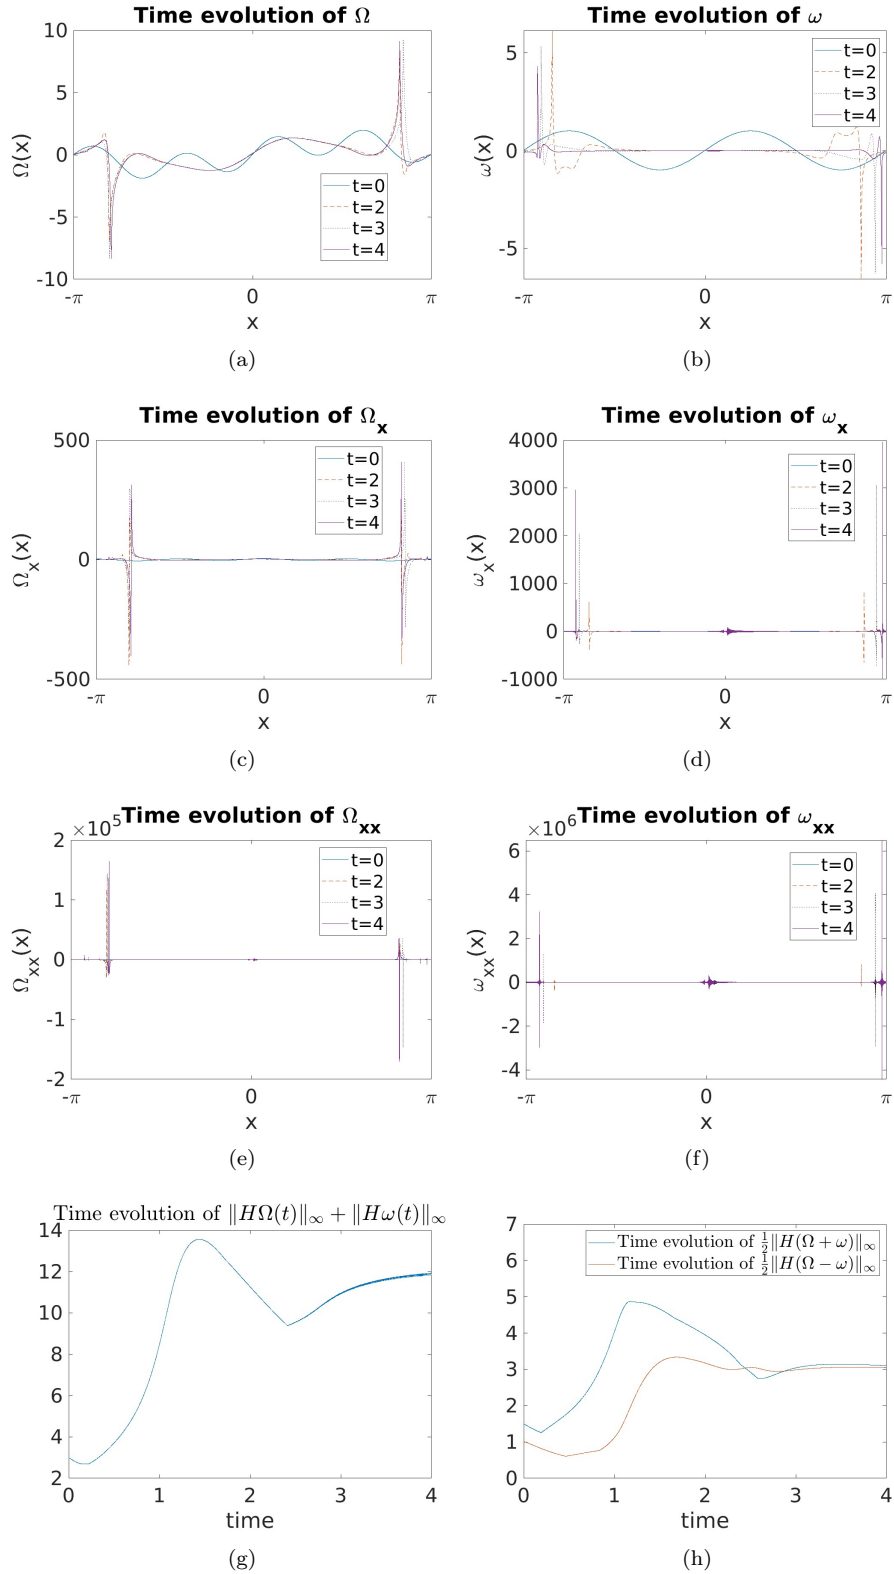 Time evolution of Ω
10
5
0
-5
-10
Ω(x)
t=0
t=2
t=3
t=4
-π
0
π
x
(a)
Time evolution of ω
5
0
-5
ω(x)
t=0
t=2
t=3
t=4
-π
0
π
x
(b)
Time evolution of Ωₓ
500
0
-500
Ωₓ(x)
t=0
t=2
t=3
t=4
-π
0
π
x
(c)
Time evolution of ωₓ
4000
3000
2000
1000
0
-1000
ωₓ(x)
t=0
t=2
t=3
t=4
-π
0
π
x
(d)
Time evolution of Ωₓₓ
×10⁵
2
1
0
-1
-2
Ωₓₓ(x)
t=0
t=2
t=3
t=4
-π
0
π
x
(e)
Time evolution of ωₓₓ
×10⁶
6
4
2
0
-2
-4
ωₓₓ(x)
t=0
t=2
t=3
t=4
-π
0
π
x
(f)
Time evolution of ‖HΩ(t)‖∞ + ‖Hω(t)‖∞
14
12
10
8
6
4
2
0
1
2
3
4
time
(g)
7
6
5
4
3
2
1
0
Time evolution of ½‖H(Ω + ω)‖∞
Time evolution of ½‖H(Ω − ω)‖∞
0
1
2
3
4
time
(h)